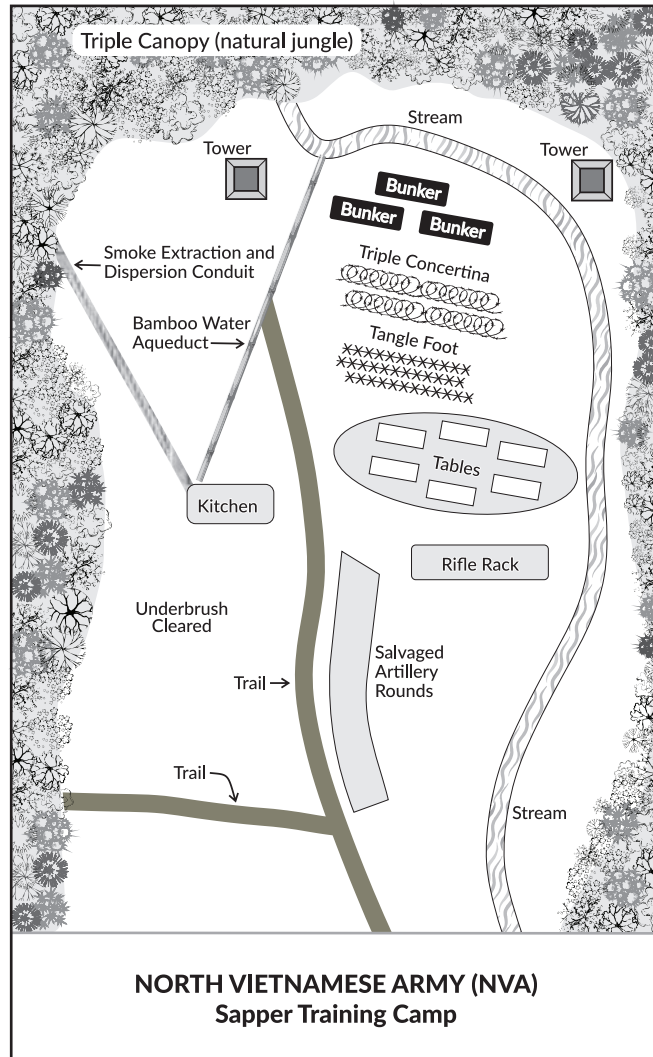 Triple Canopy (natural jungle)
Stream
Tower
Tower
Bunker
Bunker
Bunker
Smoke Extraction and
Dispersion Conduit
Triple Concertina
Bamboo Water
Aqueduct
Tangle Foot
Tables
Kitchen
Rifle Rack
Underbrush
Cleared
Salvaged
Artillery
Rounds
Trail
Trail
Stream
NORTH VIETNAMESE ARMY (NVA)
Sapper Training Camp